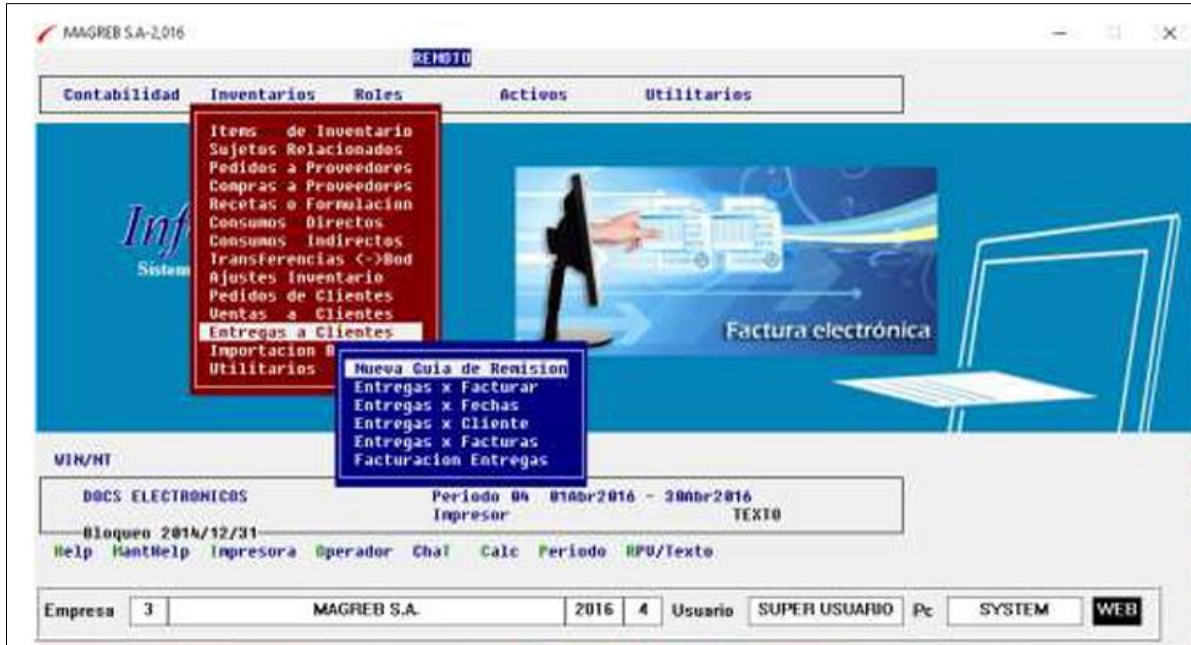 MAGREB S.A-2,016
REMOTO
Contabilidad Inventarios Roles Activos Utilitarios
Items de Inventario
Sujetos Relacionados
Pedidos a Proveedores
Compras a Proveedores
Recetas o Formulacion
Consumos Directos
Consumos Indirectos
Transferencias <->Bod
Ajustes Inventario
Pedidos de Clientes
Ventas a Clientes
Entregas a Clientes
Importacion
Utilitarios
Nueva Guia de Remision
Entregas x Facturar
Entregas x Fechas
Entregas x Cliente
Entregas x Facturas
Facturacion Entregas
Inf
Sistem
Factura electrónica
WIN/NT
DOCS ELECTRONICOS Periodo 04 01Abr2016 - 30Abr2016
Impresor TEXTO
Bloqueo 2014/12/31
Help MantHelp Impresora Operador ChaT Calc Periodo RPV/Texto
Empresa 3 MAGREB S.A. 2016 4 Usuario SUPER USUARIO Pc SYSTEM WEB